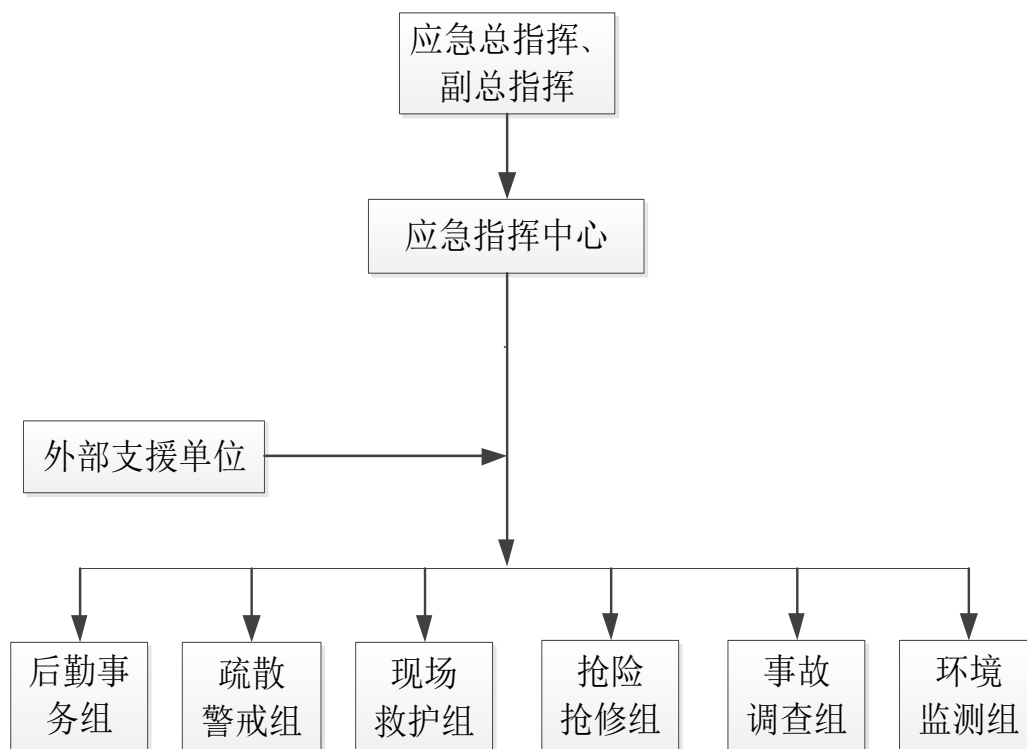 应急总指挥、
副总指挥
应急指挥中心
外部支援单位
后勤事
务组
疏散
警戒组
现场
救护组
抢险
抢修组
事故
调查组
环境
监测组